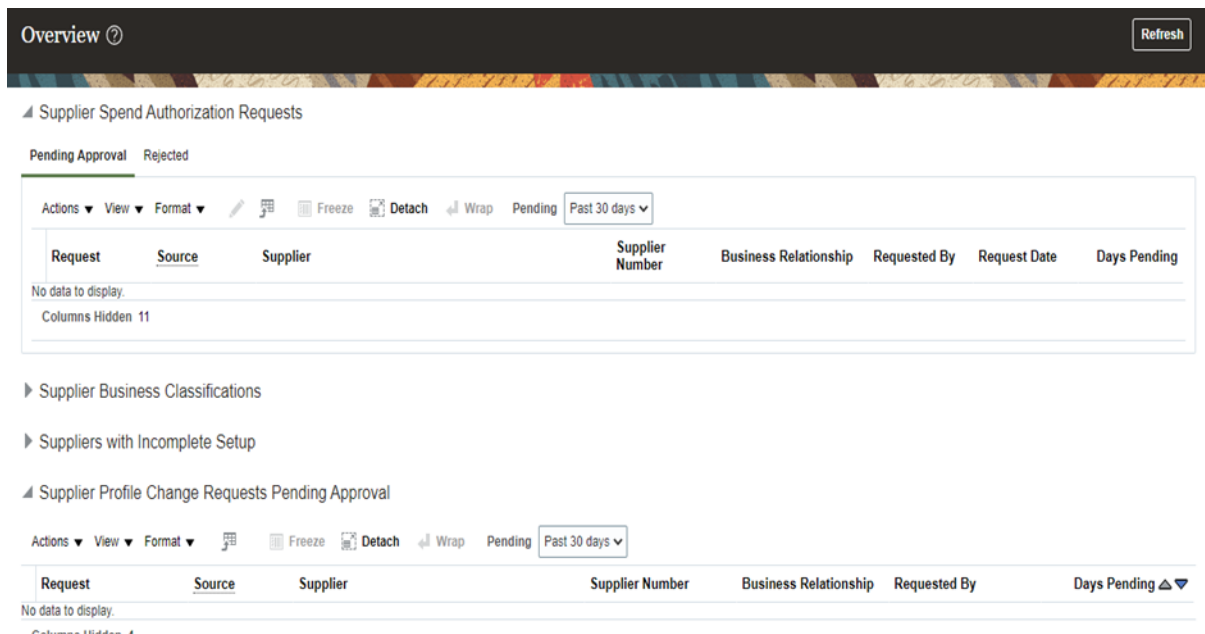 Overview
Refresh
Supplier Spend Authorization Requests
Pending Approval Rejected
Actions View Format Freeze Detach Wrap Pending Past 30 days
Request Source Supplier Supplier Number Business Relationship Requested By Request Date Days Pending
No data to display.
Columns Hidden 11
Supplier Business Classifications
Suppliers with Incomplete Setup
Supplier Profile Change Requests Pending Approval
Actions View Format Freeze Detach Wrap Pending Past 30 days
Request Source Supplier Supplier Number Business Relationship Requested By Days Pending
No data to display.
Columns Hidden 4